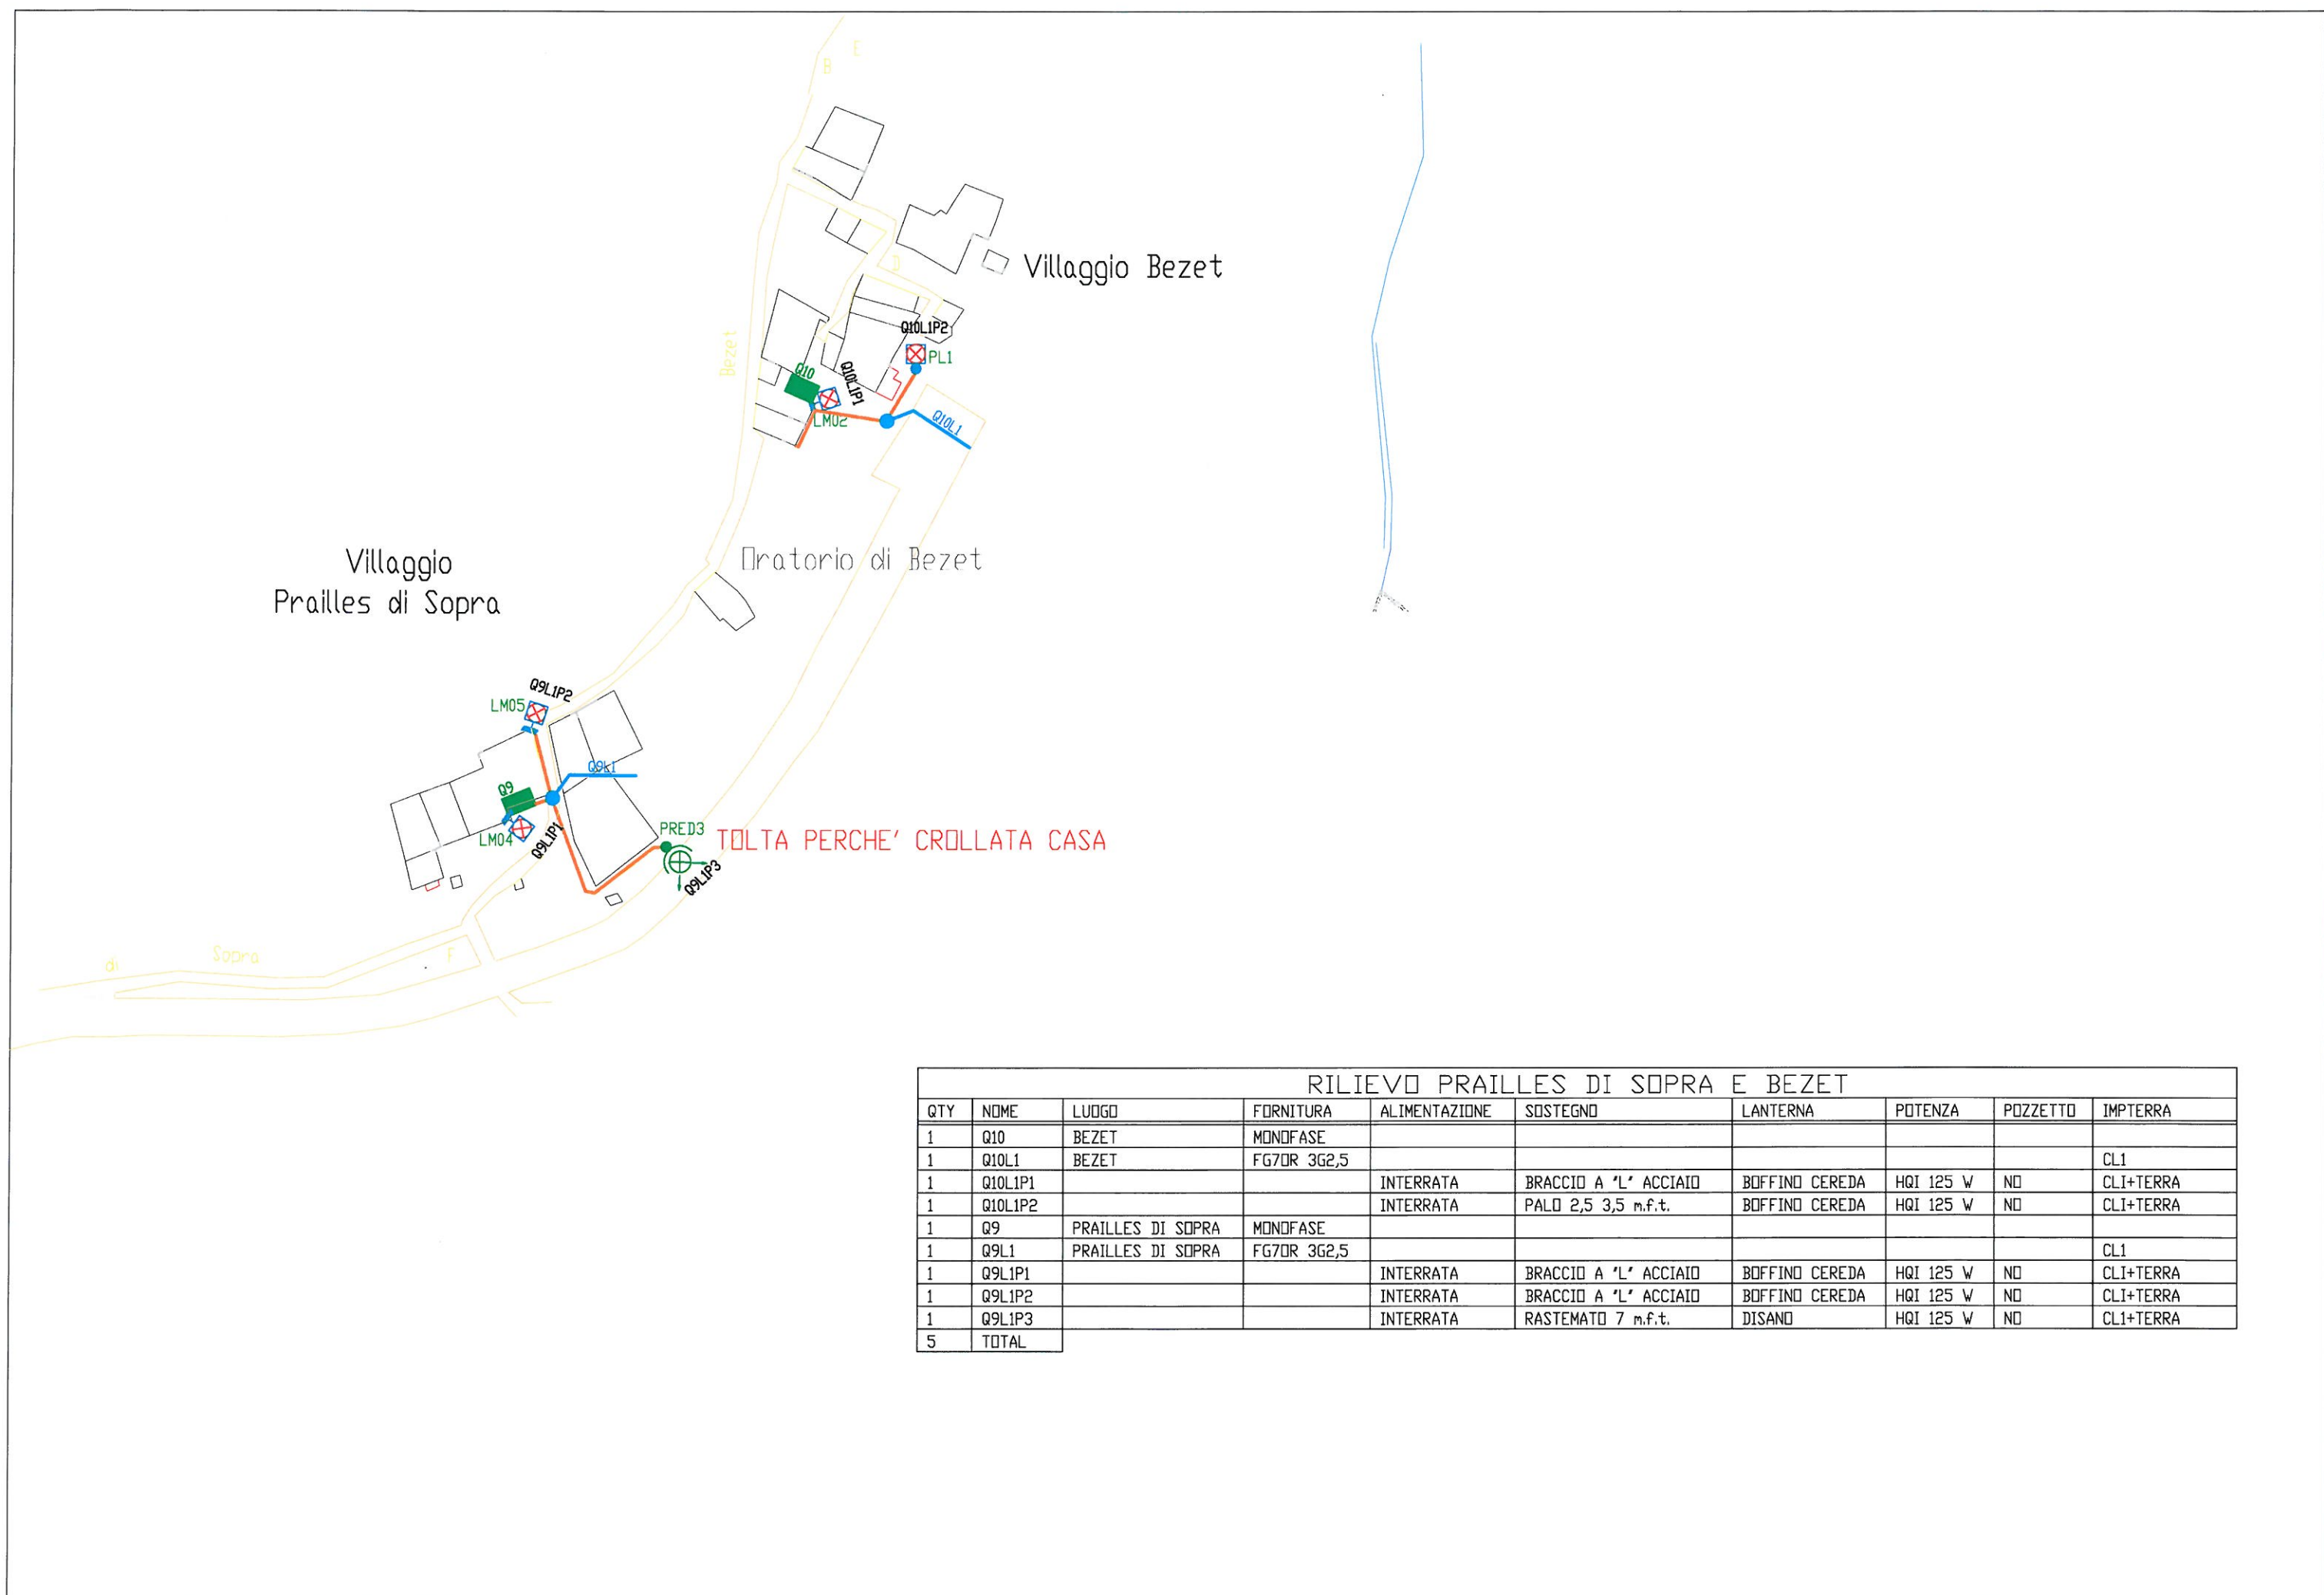 E
B
Villaggio Bezet
D
Bezet
Q10L1P2
PL1
Q10
Q10L1P1
LM02
Q10L1
Oratorio di Bezet
Villaggio
Prailles di Sopra
Q9L1P2
LM05
Q9L1
Q9
LM04
Q9L1P1
PRED3
TOLTA PERCHE' CROLLATA CASA
Q9L1P3
di
Sopra
F
RILIEVO PRAILLES DI SOPRA E BEZET
QTY NOME LUOGO FORNITURA ALIMENTAZIONE SOSTEGNO LANTERNA POTENZA POZZETTO IMPTERRA
1 Q10 BEZET MONOFASE
1 Q10L1 BEZET FG7OR 3G2,5 CL1
1 Q10L1P1 INTERRATA BRACCIO A "L" ACCIAIO BOFFINO CEREDA HQI 125 W NO CLI+TERRA
1 Q10L1P2 INTERRATA PALO 2,5 3,5 m.f.t. BOFFINO CEREDA HQI 125 W NO CLI+TERRA
1 Q9 PRAILLES DI SOPRA MONOFASE
1 Q9L1 PRAILLES DI SOPRA FG7OR 3G2,5 CL1
1 Q9L1P1 INTERRATA BRACCIO A "L" ACCIAIO BOFFINO CEREDA HQI 125 W NO CLI+TERRA
1 Q9L1P2 INTERRATA BRACCIO A "L" ACCIAIO BOFFINO CEREDA HQI 125 W NO CLI+TERRA
1 Q9L1P3 INTERRATA RASTEMATO 7 m.f.t. DISANO HQI 125 W NO CL1+TERRA
5 TOTAL